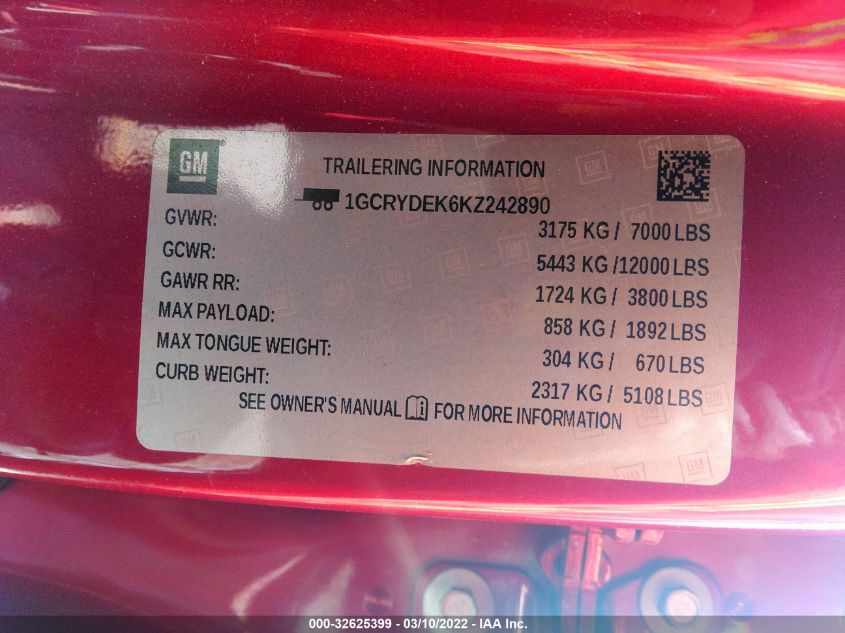 GM
TRAILERING INFORMATION
1GCRYDEK6KZ242890
GVWR: 3175 KG / 7000 LBS
GCWR: 5443 KG / 12000 LBS
GAWR RR: 1724 KG / 3800 LBS
MAX PAYLOAD: 858 KG / 1892 LBS
MAX TONGUE WEIGHT: 304 KG / 670 LBS
CURB WEIGHT: 2317 KG / 5108 LBS
SEE OWNER'S MANUAL FOR MORE INFORMATION
000-32625399 - 03/10/2022 - IAA Inc.